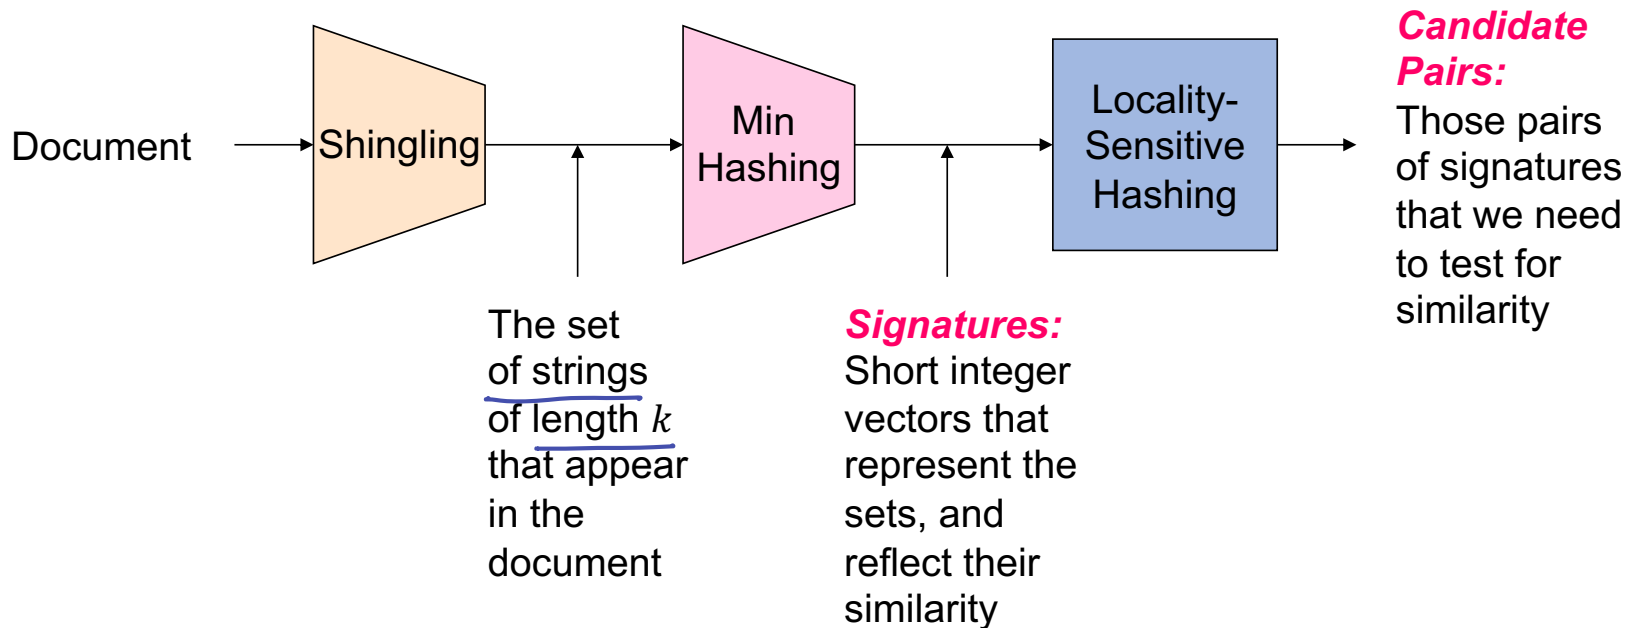 Document
Shingling
Min
Hashing
Locality-
Sensitive
Hashing
Candidate
Pairs:
Those pairs
of signatures
that we need
to test for
similarity
The set
of strings
of length k
that appear
in the
document
Signatures:
Short integer
vectors that
represent the
sets, and
reflect their
similarity